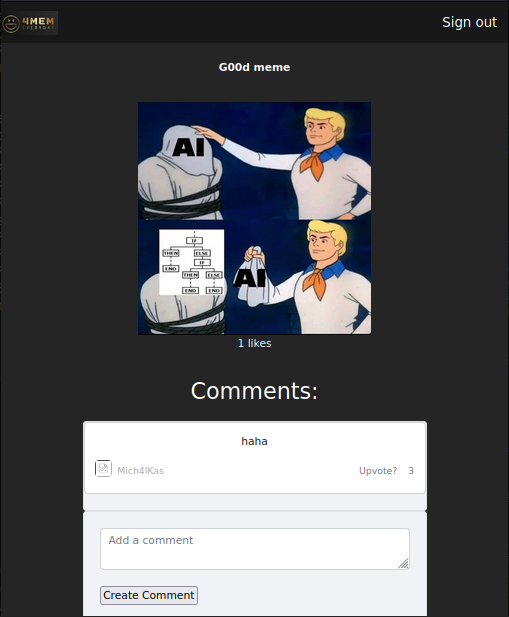 4MEM
EVERYDAY
Sign out
G00d meme
AI
IF
THEN
ELSE
END
IF
THEN
ELSE
END
END
AI
1 likes
Comments:
haha
Mich4lKas
Upvote? 3
Add a comment
Create Comment